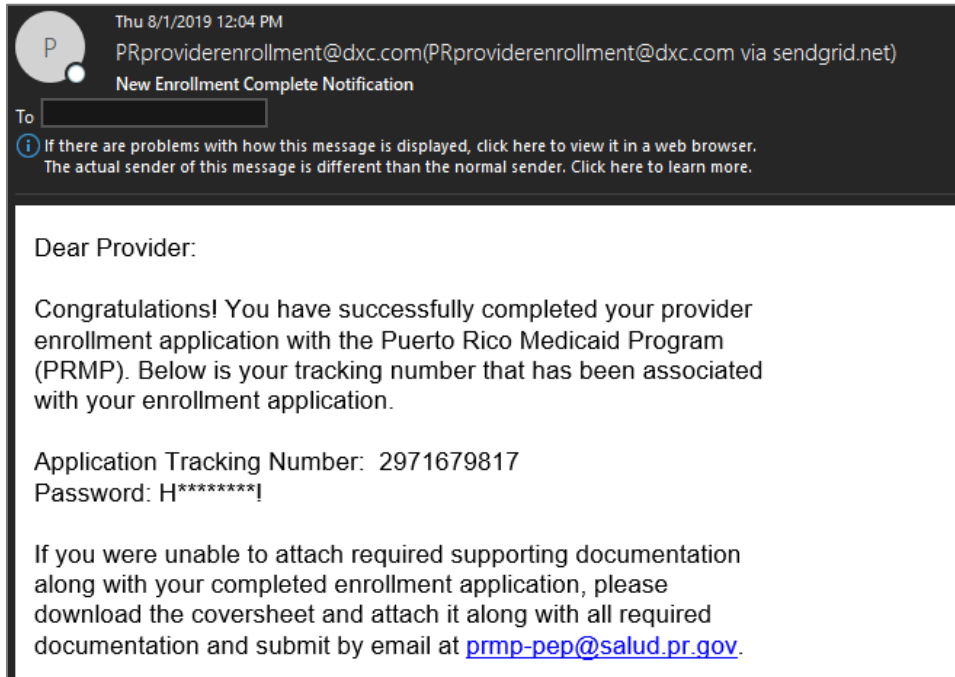 P
Thu 8/1/2019 12:04 PM
PRproviderenrollment@dxc.com(PRproviderenrollment@dxc.com via sendgrid.net)
New Enrollment Complete Notification
To
If there are problems with how this message is displayed, click here to view it in a web browser.
The actual sender of this message is different than the normal sender. Click here to learn more.
Dear Provider:
Congratulations! You have successfully completed your provider
enrollment application with the Puerto Rico Medicaid Program
(PRMP). Below is your tracking number that has been associated
with your enrollment application.
Application Tracking Number:  2971679817
Password: H********!
If you were unable to attach required supporting documentation
along with your completed enrollment application, please
download the coversheet and attach it along with all required
documentation and submit by email at prmp-pep@salud.pr.gov.